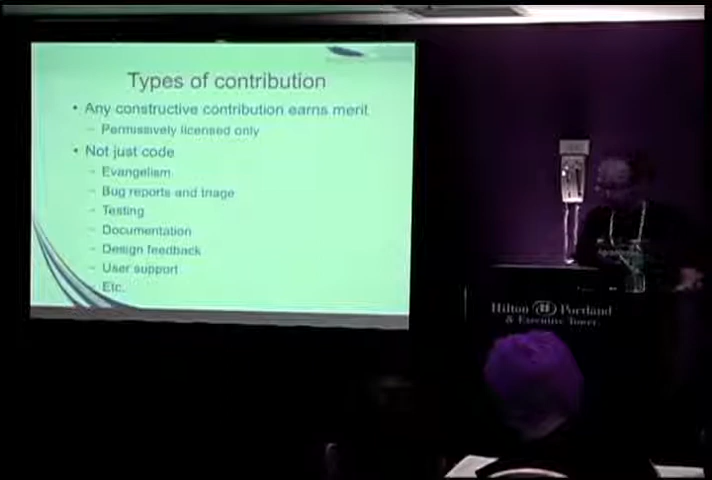 Types of contribution
• Any constructive contribution earns merit
– Permissively licensed only
• Not just code
– Evangelism
– Bug reports and triage
– Testing
– Documentation
– Design feedback
– User support
– Etc.
Hilton Portland
& Executive Tower